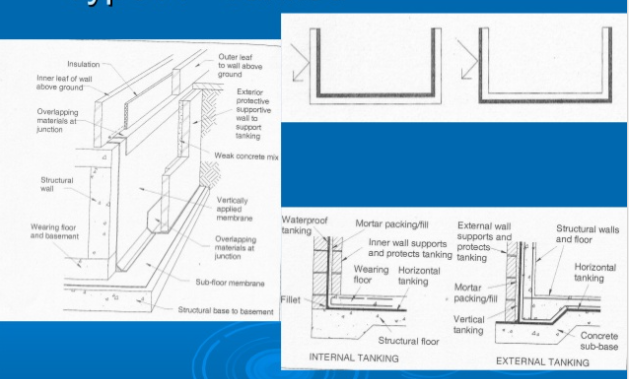 Insulation
Inner leaf of wall
above ground
Overlapping
materials at
junction
Structural
wall
Wearing floor
and basement
Outer leaf
to wall above
ground
Exterior
protective
supportive
wall to
support
tanking
Weak concrete mix
Vertically
applied
membrane
Overlapping
materials at
junction
Sub-floor membrane
Structural base to basement
Waterproof
tanking
Mortar packing/fill
Inner wall supports
and protects tanking
Wearing
floor
Horizontal
tanking
Fillet
Structural floor
INTERNAL TANKING
External wall
supports and
protects
tanking
Structural walls
and floor
Horizontal
tanking
Mortar
packing/fill
Vertical
tanking
Concrete
sub-base
EXTERNAL TANKING